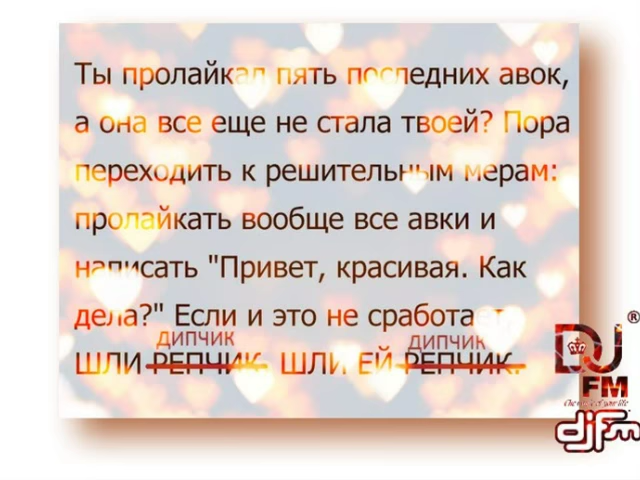 Ты пролайкал пять последних авок,
а она все еще не стала твоей? Пора
переходить к решительным мерам:
пролайкать вообще все авки и
написать "Привет, красивая. Как
дела?" Если и это не сработает,
дипчик дипчик
ШЛИ РЕПЧИК. ШЛИ ЕЙ РЕПЧИК.
DJ ®
FM
djfm